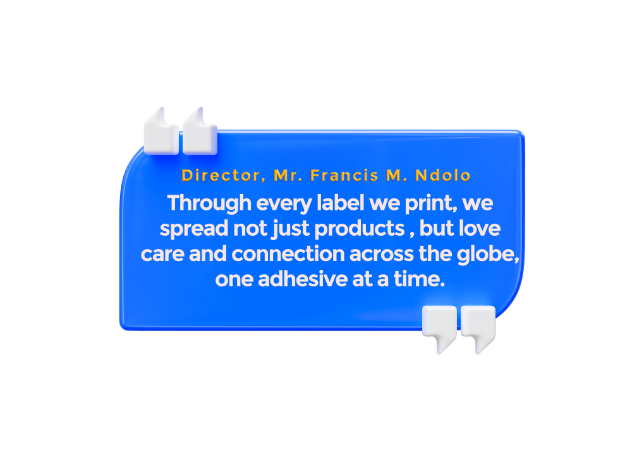 Director, Mr. Francis M. Ndolo
Through every label we print, we
spread not just products , but love
care and connection across the globe,
one adhesive at a time.